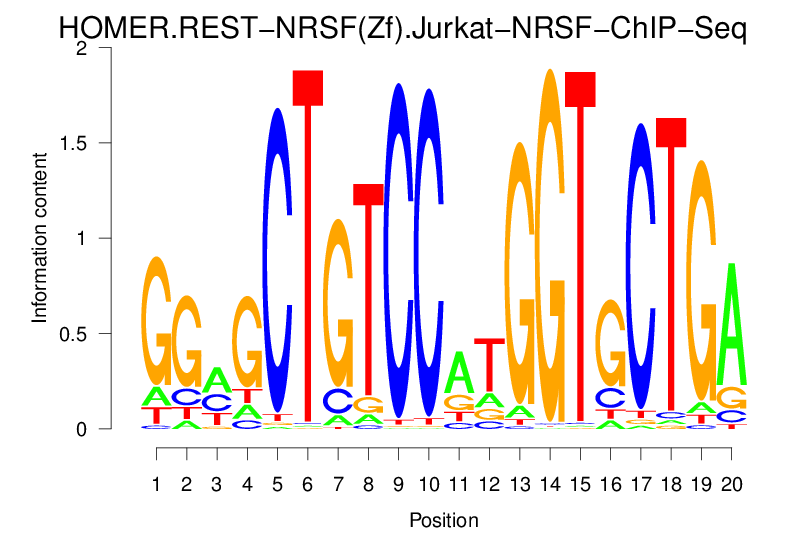 HOMER.REST−NRSF(Zf).Jurkat−NRSF−ChIP−Seq
2
1.5
1
0.5
0
Information content
GGAGCTGTCCATGGTGCTGA
1 2 3 4 5 6 7 8 9 10 11 12 13 14 15 16 17 18 19 20
Position